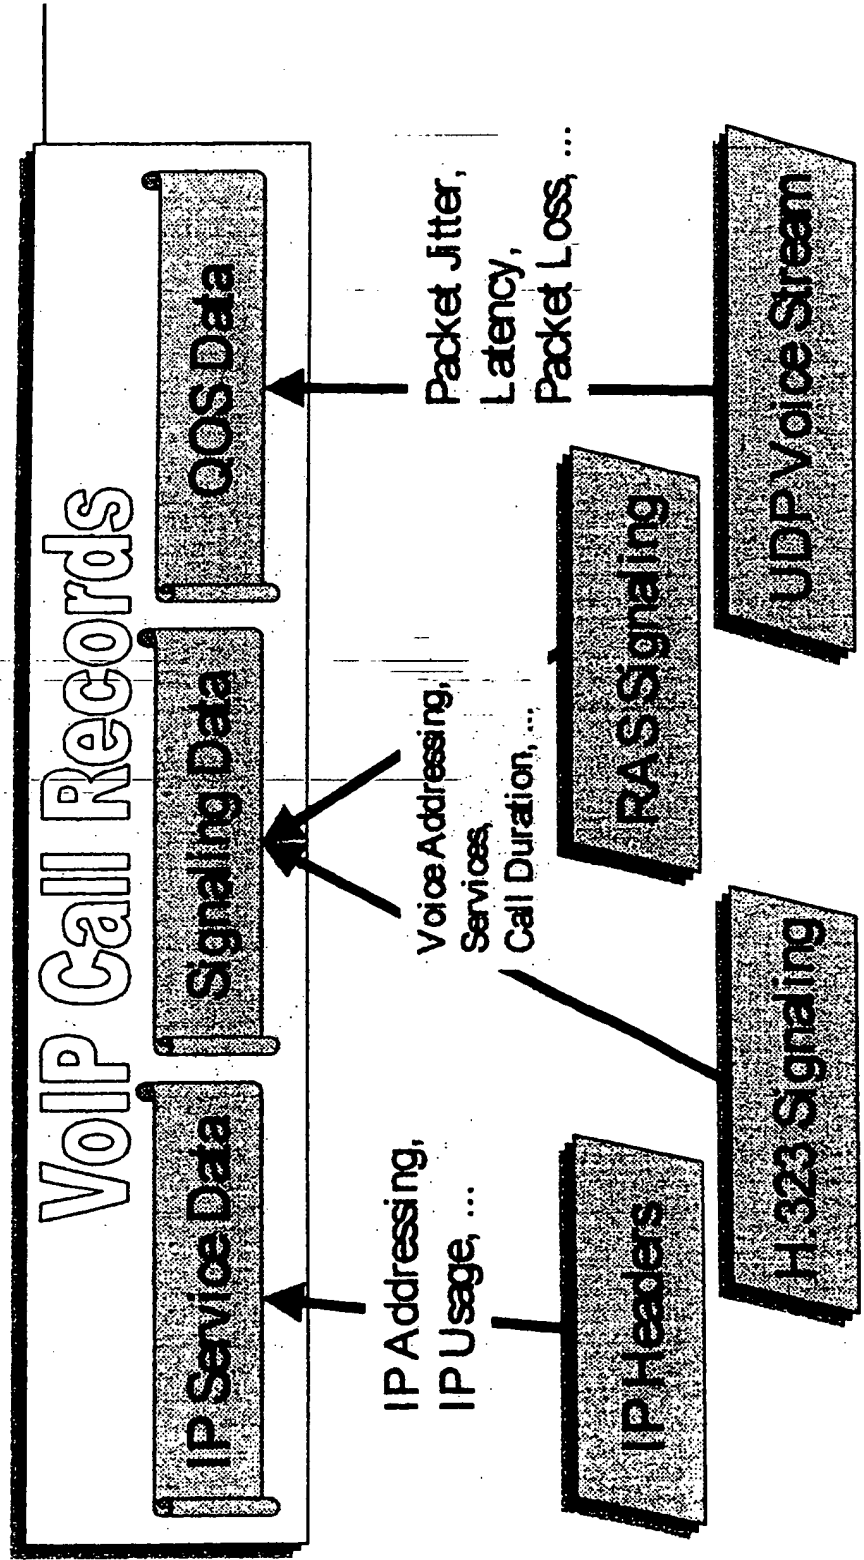 VoIP Call Records
IP Service Data
Signaling Data
QOS Data
IP Addressing,
IP Usage, ...
Voice Addressing,
Services,
Call Duration, ...
Packet Jitter,
Latency,
Packet Loss, ...
IP Headers
RAS Signaling
H.323 Signaling
UDP Voice Stream